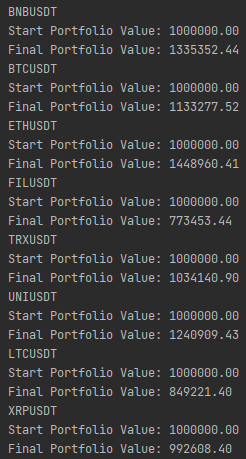 BNBUSDT
Start Portfolio Value: 1000000.00
Final Portfolio Value: 1335352.44
BTCUSDT
Start Portfolio Value: 1000000.00
Final Portfolio Value: 1133277.52
ETHUSDT
Start Portfolio Value: 1000000.00
Final Portfolio Value: 1448960.41
FILUSDT
Start Portfolio Value: 1000000.00
Final Portfolio Value: 773453.44
TRXUSDT
Start Portfolio Value: 1000000.00
Final Portfolio Value: 1034140.90
UNIUSDT
Start Portfolio Value: 1000000.00
Final Portfolio Value: 1240909.43
LTCUSDT
Start Portfolio Value: 1000000.00
Final Portfolio Value: 849221.40
XRPUSDT
Start Portfolio Value: 1000000.00
Final Portfolio Value: 992608.40